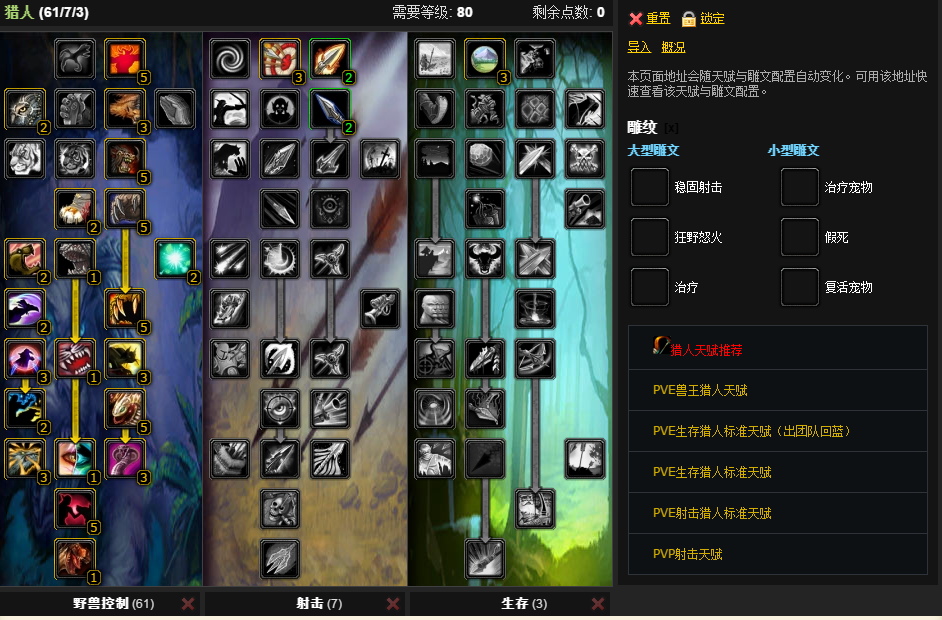 猎人 (61/7/3)
需要等级: 80
剩余点数: 0
重置 锁定
导入 概况
本页面地址会随天赋与雕文配置自动变化。可用该地址快
速查看该天赋与雕文配置。
雕纹 [x]
大型雕文 小型雕文
稳固射击 治疗宠物
狂野怒火 假死
治疗 复活宠物
猎人天赋推荐
PVE兽王猎人天赋
PVE生存猎人标准天赋（出团队回蓝）
PVE生存猎人标准天赋
PVE射击猎人标准天赋
PVP射击天赋
5 3 2
3
2 3 2
5
2 5
2 1 2
2 5
3 1 3
2 5
3 1 3
5
1
野兽控制 (61) 射击 (7) 生存 (3)